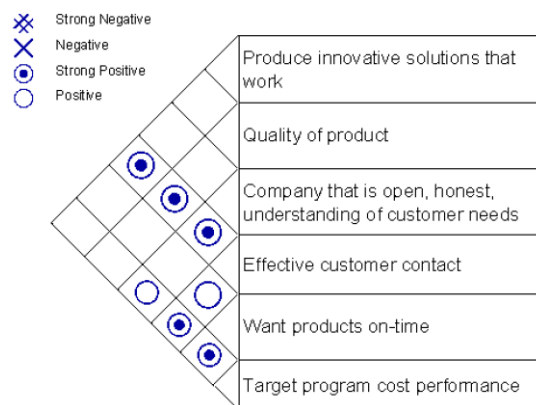 Strong Negative
Negative
Strong Positive
Positive
Produce innovative solutions that
work
Quality of product
Company that is open, honest,
understanding of customer needs
Effective customer contact
Want products on-time
Target program cost performance